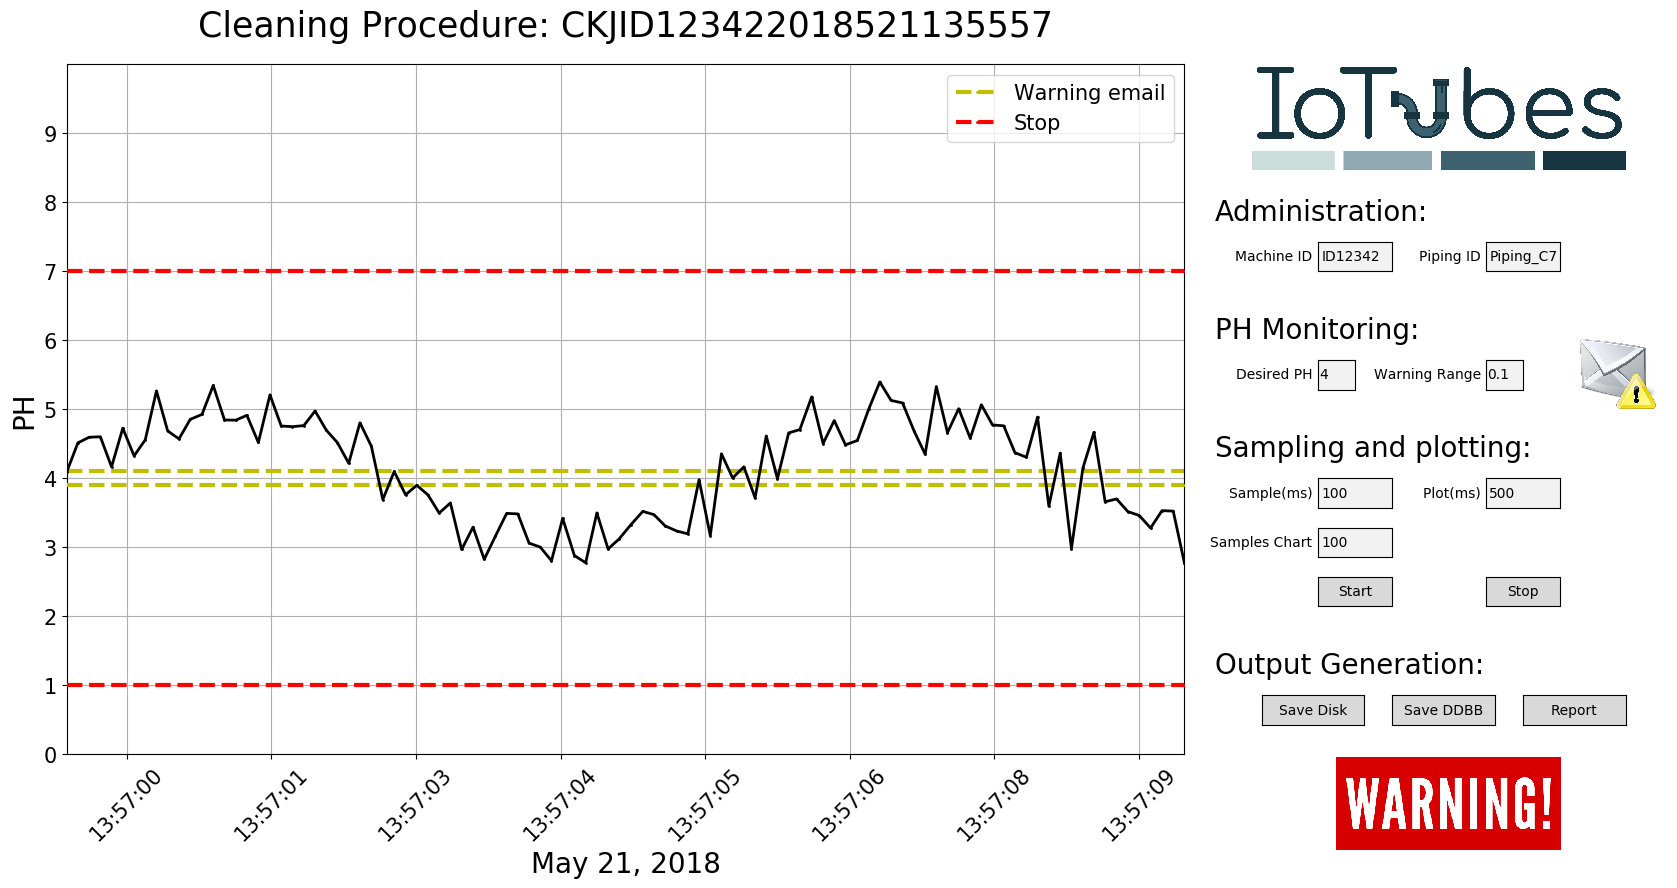 Cleaning Procedure: CKJID123422018521135557
Warning email
Stop
9
8
7
6
5
4
3
2
1
0
PH
13:57:00
13:57:01
13:57:03
13:57:04
13:57:05
13:57:06
13:57:08
13:57:09
May 21, 2018
IoTubes
Administration:
Machine ID ID12342 Piping ID Piping_C7
PH Monitoring:
Desired PH 4 Warning Range 0.1
Sampling and plotting:
Sample(ms) 100 Plot(ms) 500
Samples Chart 100
Start Stop
Output Generation:
Save Disk Save DDBB Report
WARNING!